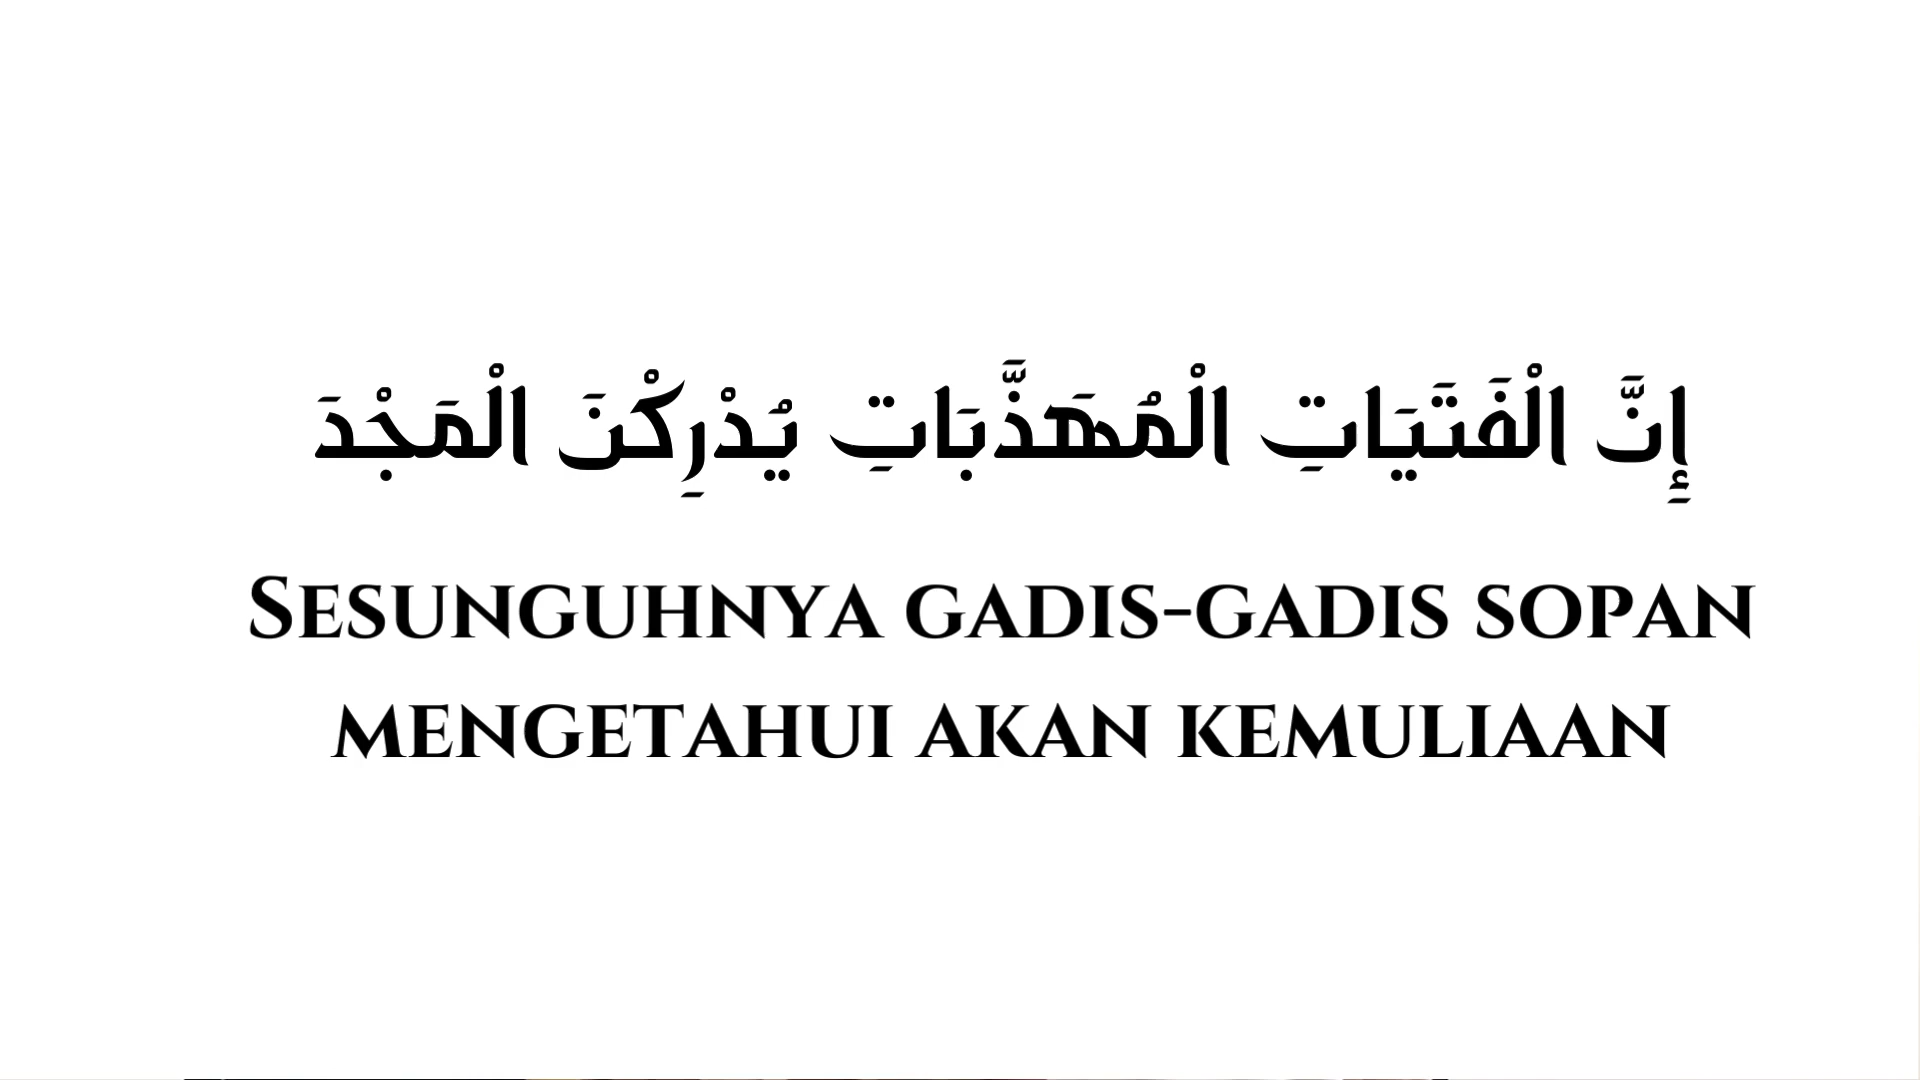 إِنَّ الْفَتَيَاتِ الْمُهَذَّبَاتِ يُدْرِكْنَ الْمَجْدَ
Sesunguhnya gadis-gadis sopan
mengetahui akan kemuliaan